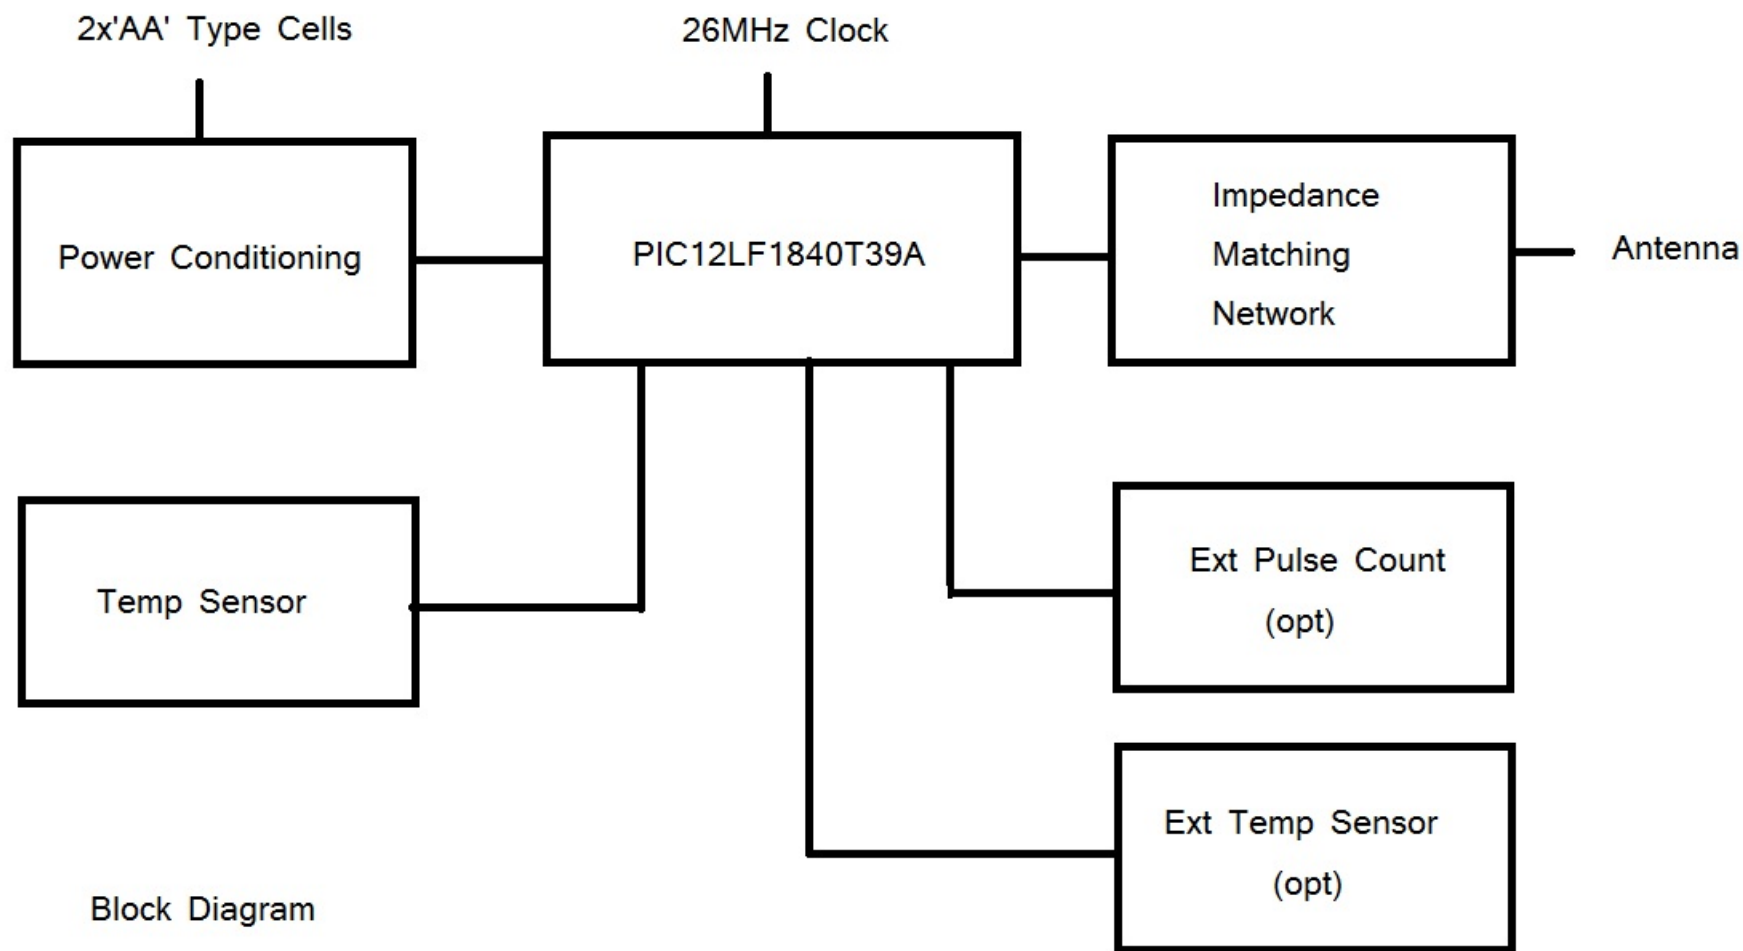 2x'AA' Type Cells
26MHz Clock
Power Conditioning
PIC12LF1840T39A
Impedance
Matching
Network
Antenna
Temp Sensor
Ext Pulse Count
(opt)
Ext Temp Sensor
(opt)
Block Diagram